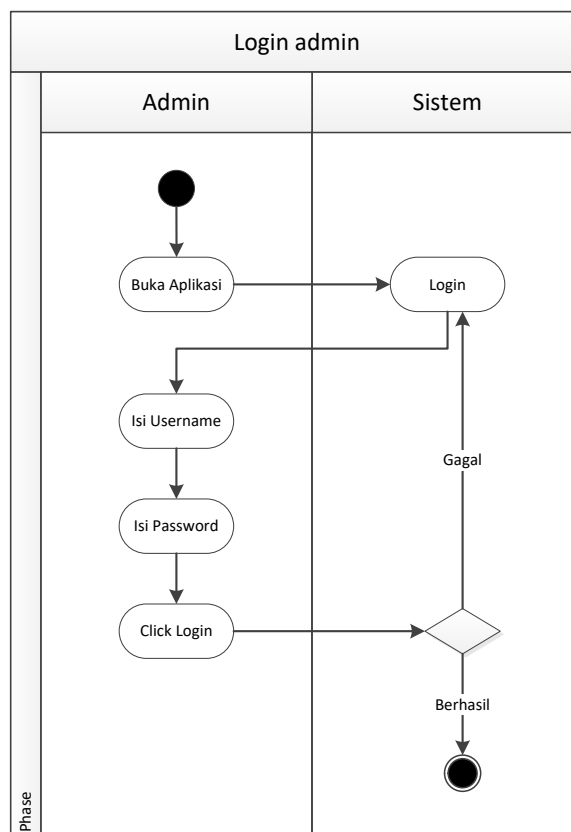 Login admin
Admin
Sistem
Buka Aplikasi
Login
Isi Username
Gagal
Isi Password
Click Login
Berhasil
Phase